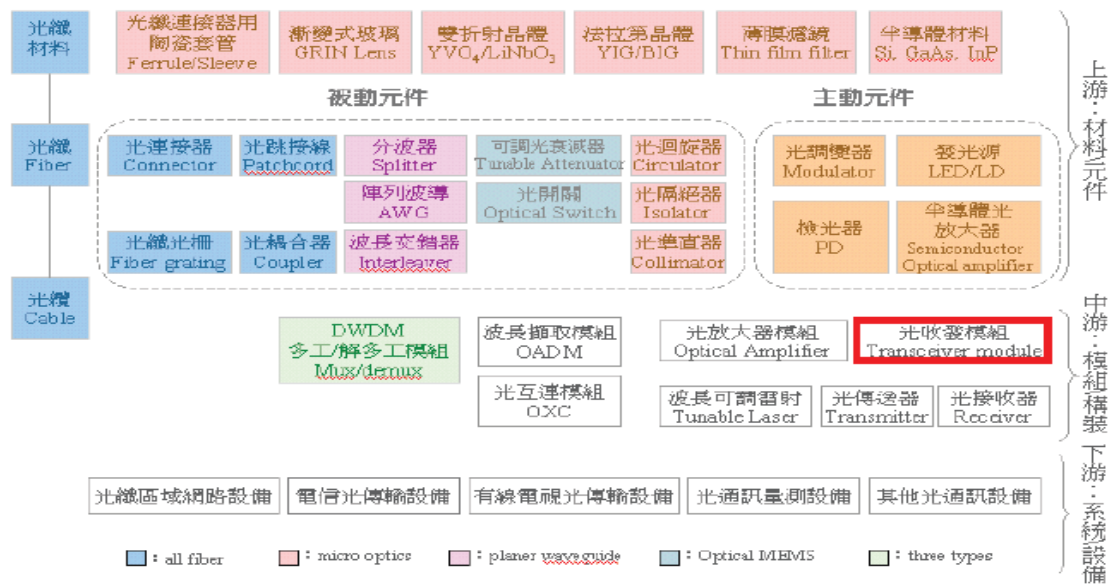 光纖
材料
光纖連接器用
陶瓷套管
Ferrule/Sleeve
漸變式玻璃
GRIN Lens
雙折射晶體
YVO4/LiNbO3
法拉第晶體
YIG/BIG
薄膜濾鏡
Thin film filter
半導體材料
Si, GaAs, InP
上游：材料元件
被動元件
主動元件
光纖
Fiber
光連接器
Connector
光跳接線
Patchcord
分波器
Splitter
可調光衰減器
Tunable Attenuator
光迴旋器
Circulator
光調變器
Modulator
發光源
LED/LD
陣列波導
AWG
光開關
Optical Switch
光隔絕器
Isolator
檢光器
PD
半導體光
放大器
Semiconductor
Optical amplifier
光纖光柵
Fiber grating
光耦合器
Coupler
波長交錯器
Interleaver
光準直器
Collimator
光纜
Cable
DWDM
多工/解多工模組
Mux/demux
波長擷取模組
OADM
光放大器模組
Optical Amplifier
光收發模組
Transceiver module
中游：模組構裝
光互連模組
OXC
波長可調雷射
Tunable Laser
光傳送器
Transmitter
光接收器
Receiver
光纖區域網路設備
電信光傳輸設備
有線電視光傳輸設備
光通訊量測設備
其他光通訊設備
下游：系統設備
：all fiber
：micro optics
：planer waveguide
：Optical MEMS
：three types